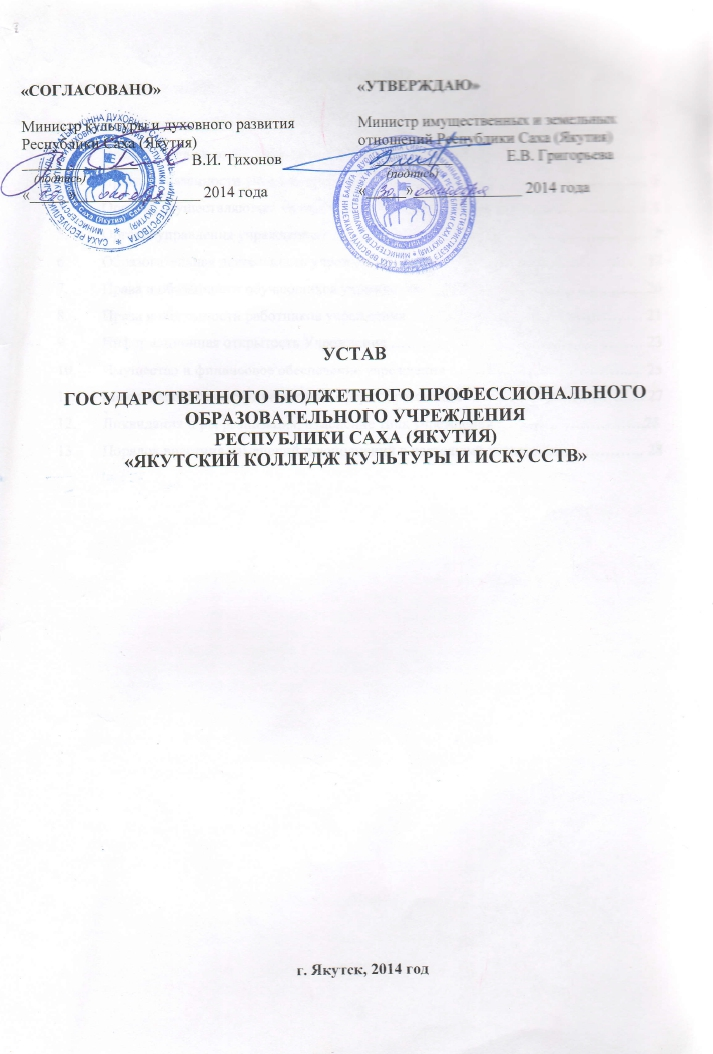 «СОГЛАСОВАНО»
Министр культуры и духовного развития
Республики Саха (Якутия)
В.И. Тихонов
(подпись)
« » 2014 года
«УТВЕРЖДАЮ»
Министр имущественных и земельных
отношений Республики Саха (Якутия)
Е.В. Григорьева
(подпись)
« » 2014 года
УСТАВ
ГОСУДАРСТВЕННОГО БЮДЖЕТНОГО ПРОФЕССИОНАЛЬНОГО
ОБРАЗОВАТЕЛЬНОГО УЧРЕЖДЕНИЯ
РЕСПУБЛИКИ САХА (ЯКУТИЯ)
«ЯКУТСКИЙ КОЛЛЕДЖ КУЛЬТУРЫ И ИСКУССТВ»
г. Якутск, 2014 год